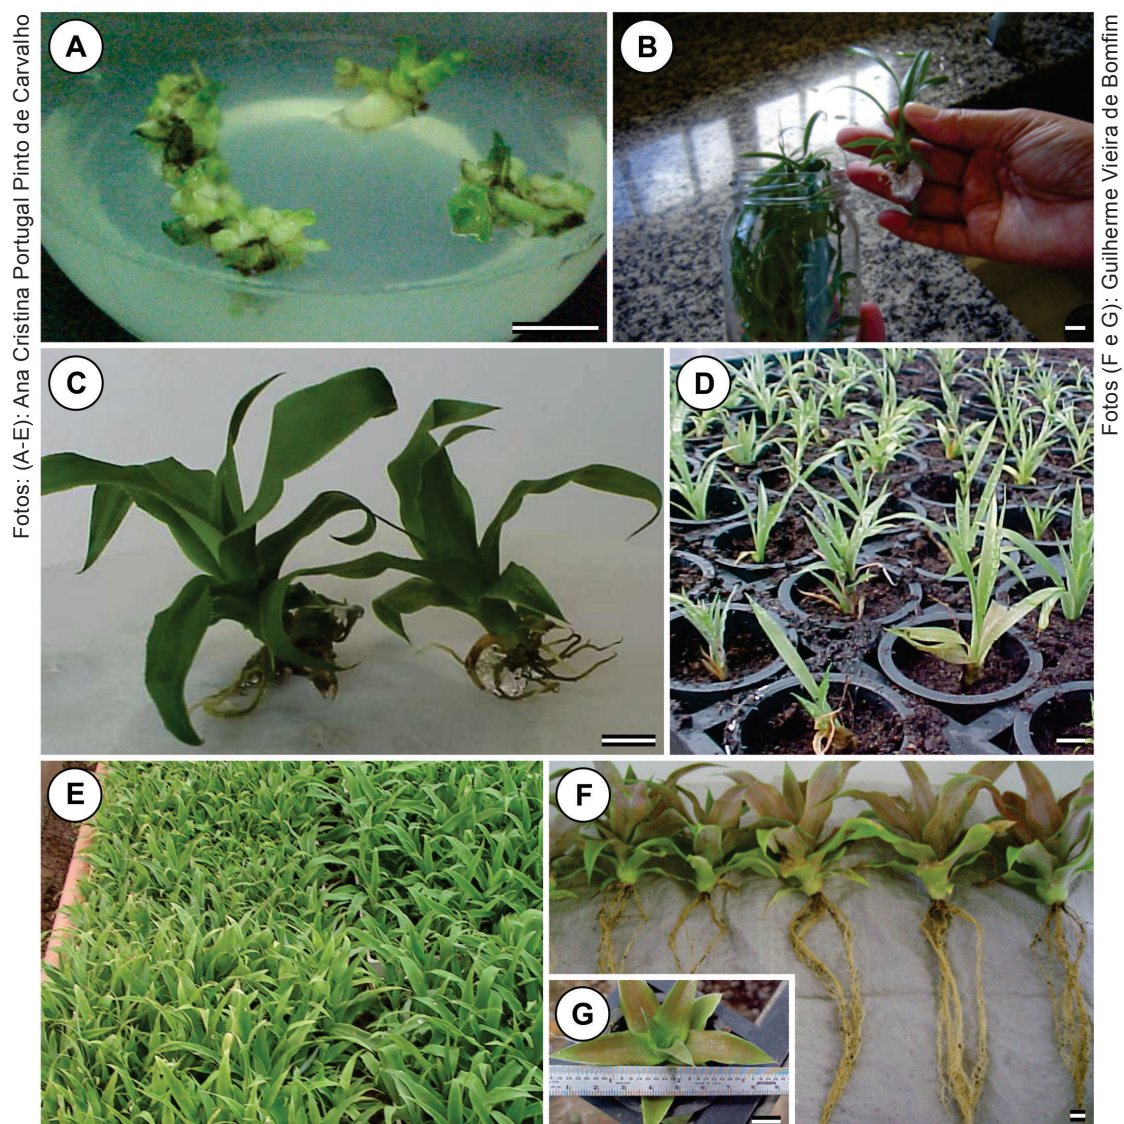 Fotos: (A-E): Ana Cristina Portugal Pinto de Carvalho
Fotos (F e G): Guilherme Vieira de Bomfim
A
B
C
D
E
F
G